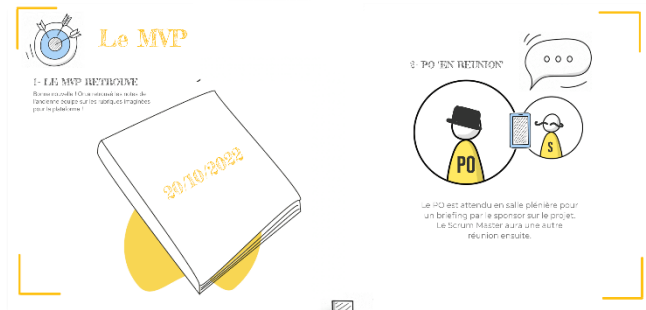 Le MVP
1- LE MVP RETROUVE
Bonne nouvelle ! On a retrouvé les notes de
l'ancienne équipe sur les rubriques imaginées
pour la plateforme !
20/10/2022
2- PO 'EN REUNION'
PO
S
Le PO est attendu en salle plénière pour
un briefing par le sponsor sur le projet.
Le Scrum Master aura une autre
réunion ensuite.